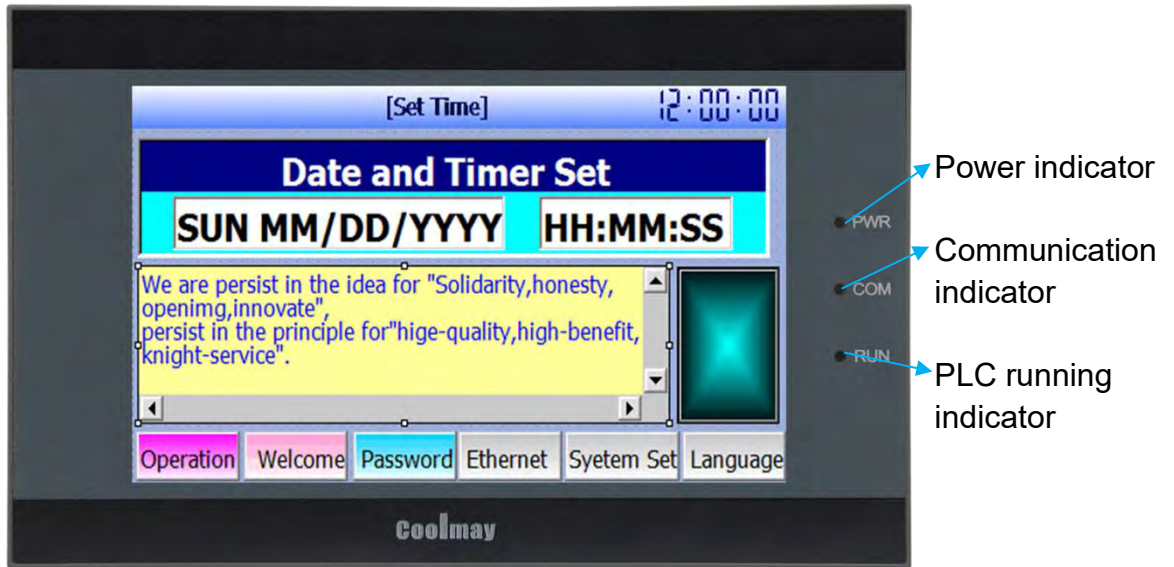 [Set Time]
12:00:00
Date and Timer Set
SUN MM/DD/YYYY
HH:MM:SS
We are persist in the idea for "Solidarity,honesty,
openimg,innovate",
persist in the principle for"hige-quality,high-benefit,
knight-service".
Operation
Welcome
Password
Ethernet
Syetem Set
Language
PWR
COM
RUN
Power indicator
Communication
indicator
PLC running
indicator
Coolmay